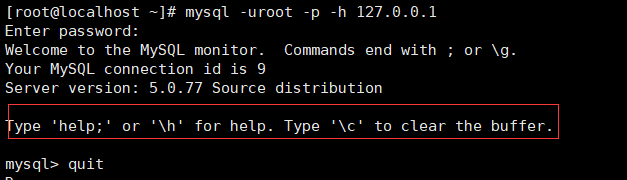 [root@localhost ~]# mysql -uroot -p -h 127.0.0.1
Enter password:
Welcome to the MySQL monitor.  Commands end with ; or \g.
Your MySQL connection id is 9
Server version: 5.0.77 Source distribution
Type 'help;' or '\h' for help. Type '\c' to clear the buffer.
mysql> quit